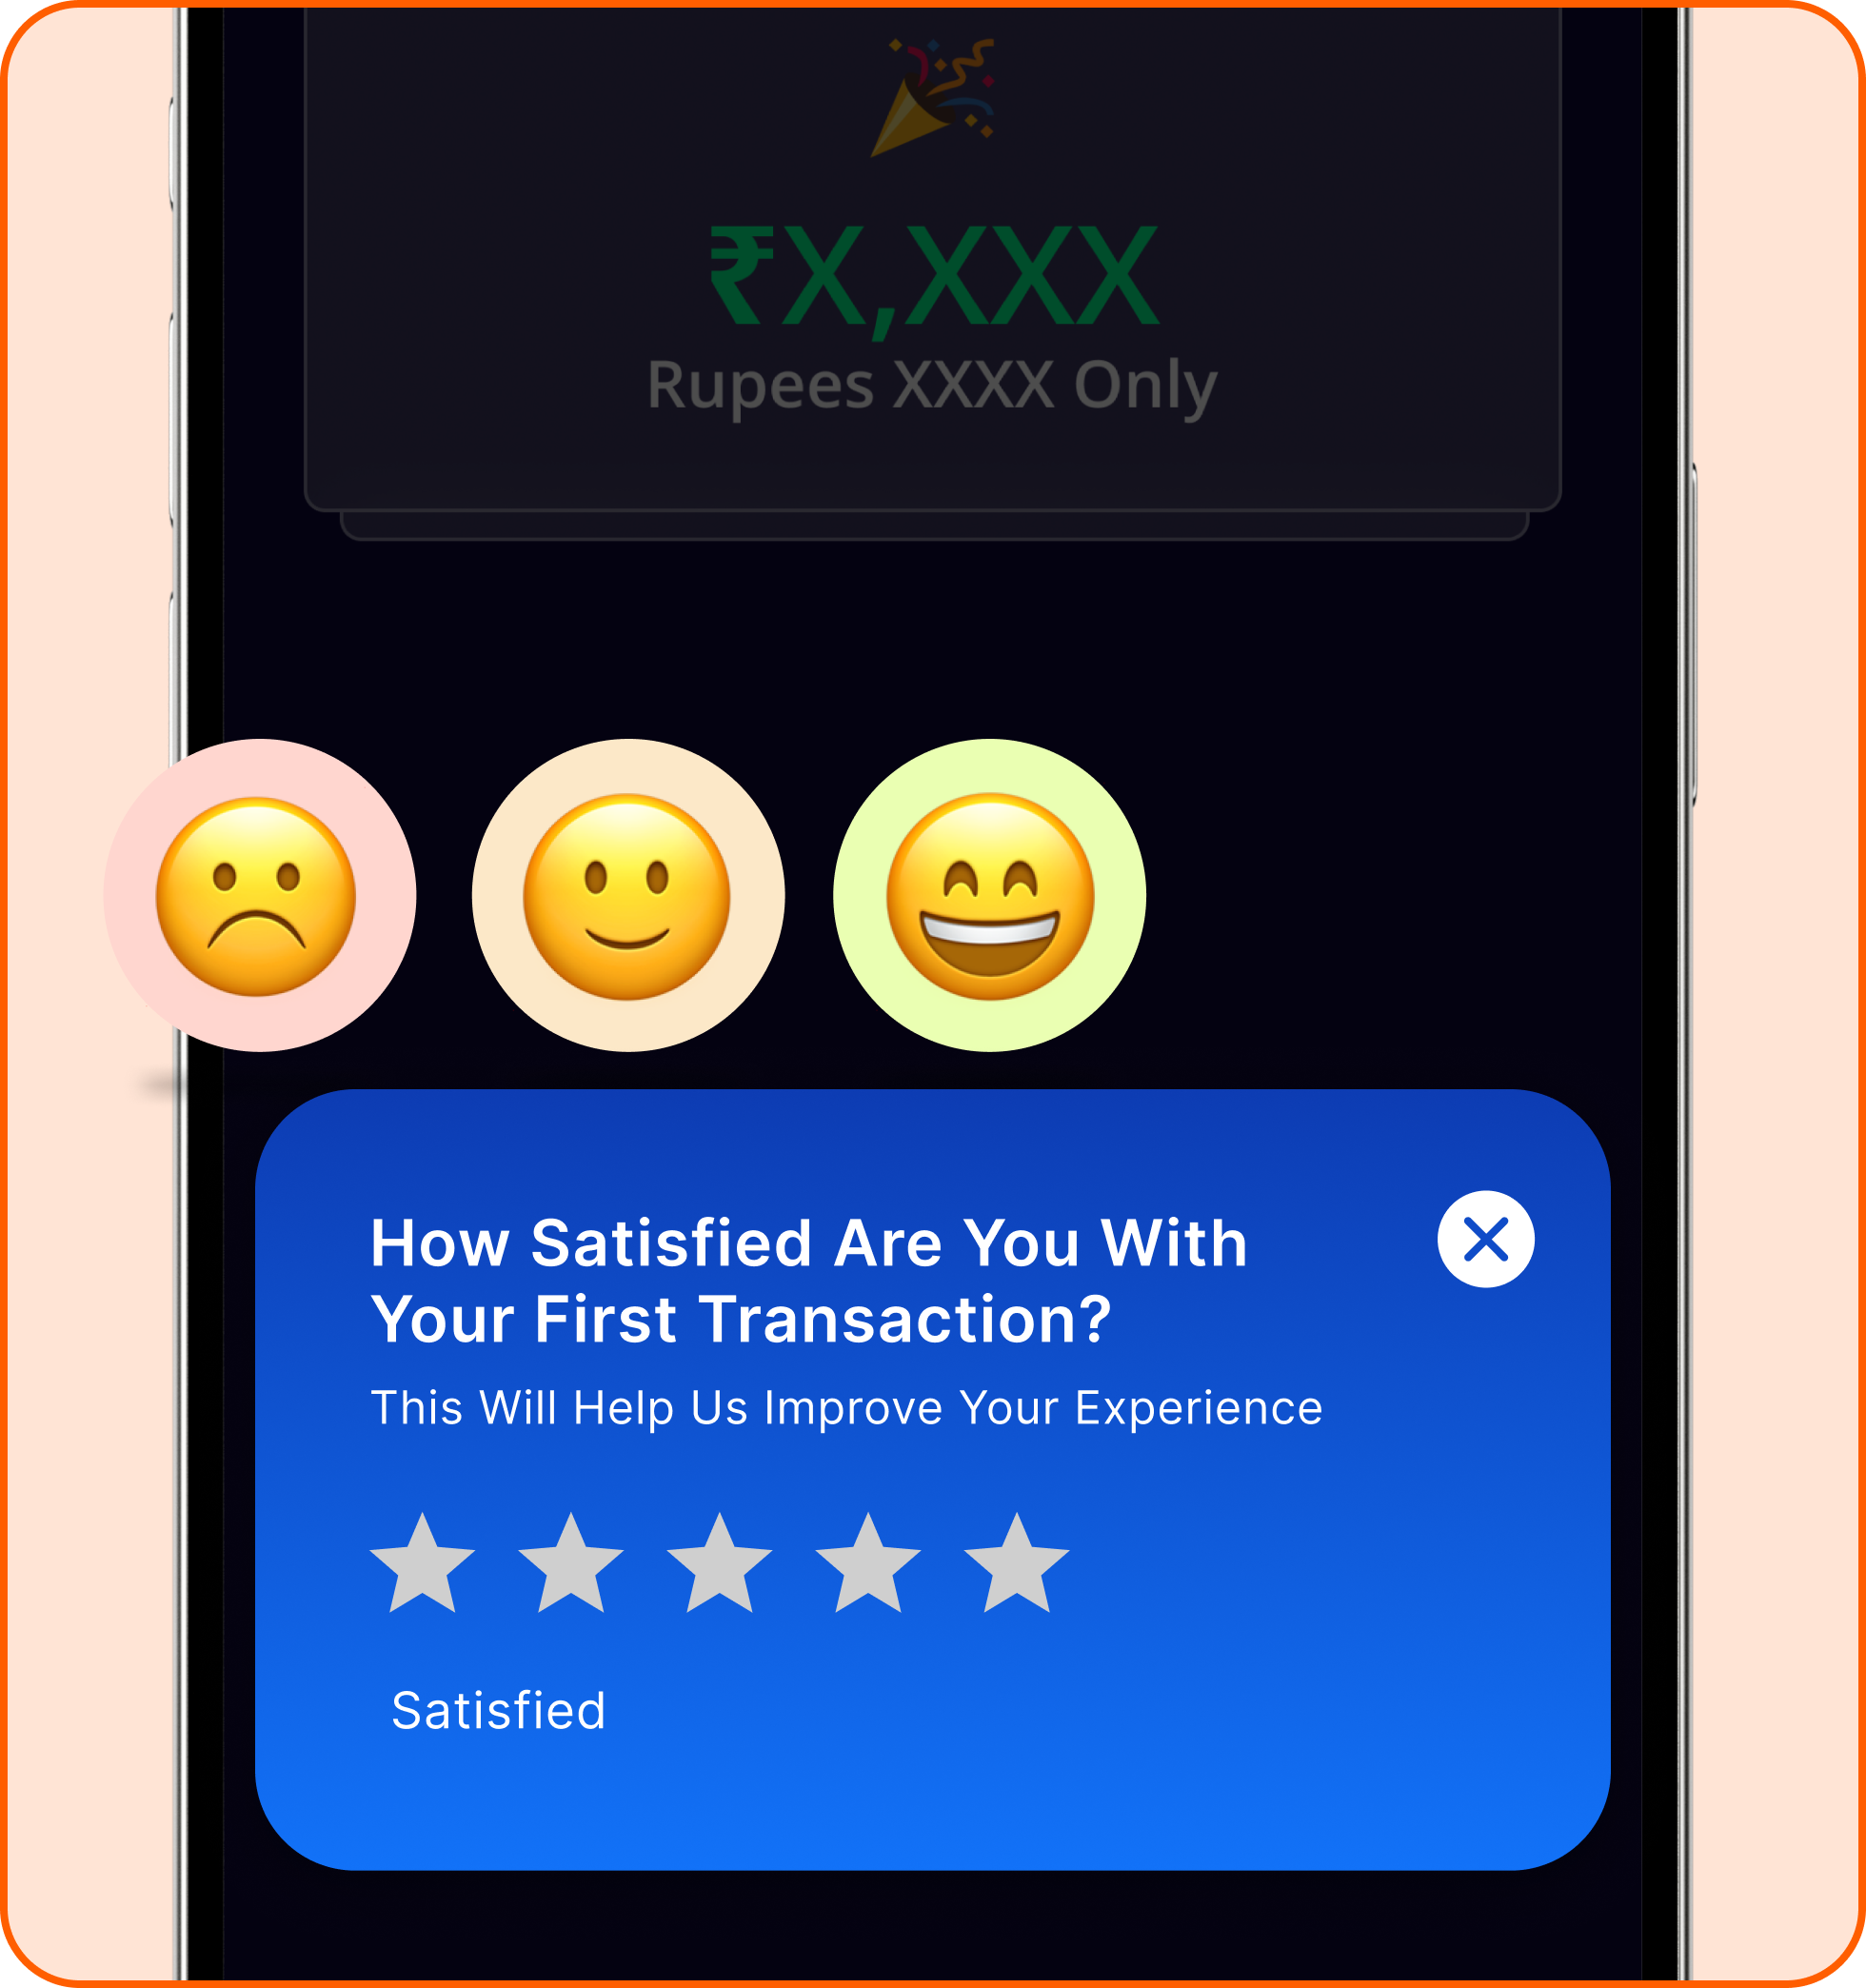 ₹X,XXX
Rupees XXXX Only
How Satisfied Are You With
Your First Transaction?
This Will Help Us Improve Your Experience
Satisfied